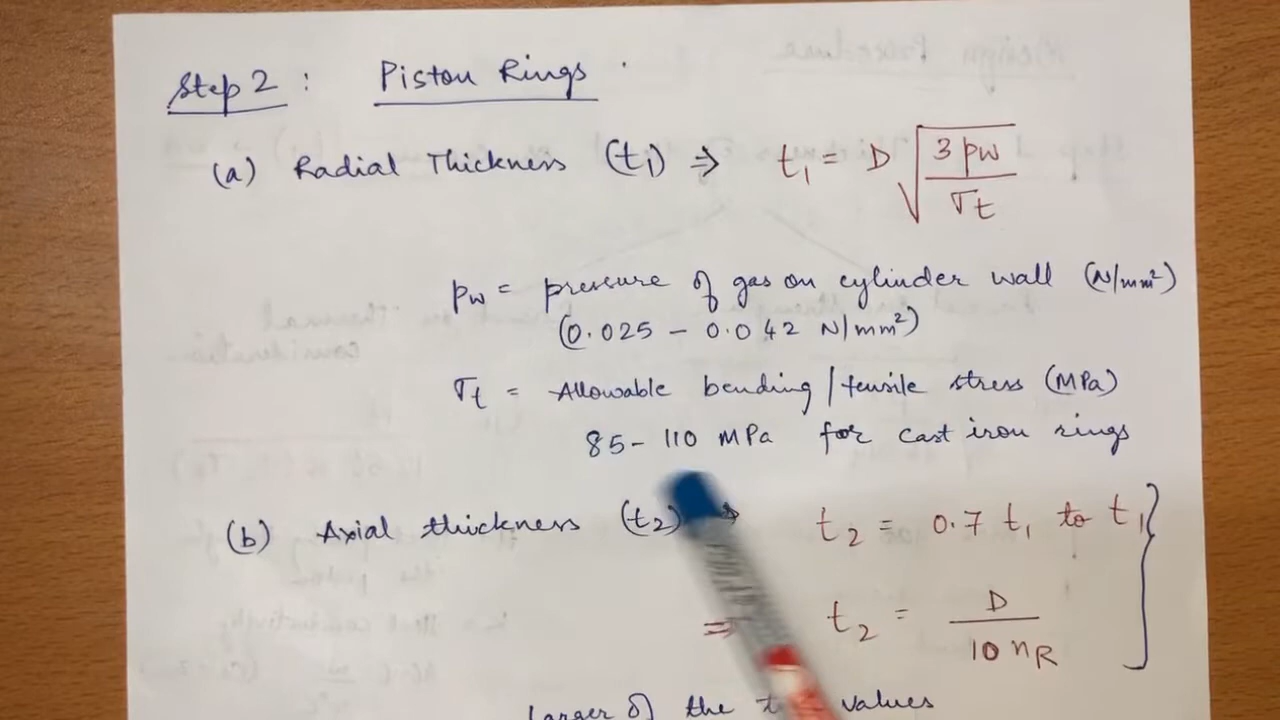 Step 2 : Piston Rings
(a) Radial Thickness (t₁) ⇒ t₁ = D √(3 pw / σt)
pw = pressure of gas on cylinder wall (N/mm²)
(0.025 - 0.042 N/mm²)
σt = Allowable bending / tensile stress (MPa)
85 - 110 MPa for cast iron rings
(b) Axial thickness (t₂) ⇒ t₂ = 0.7 t₁ to t₁
⇒ t₂ = D / 10 nR
Larger of the values